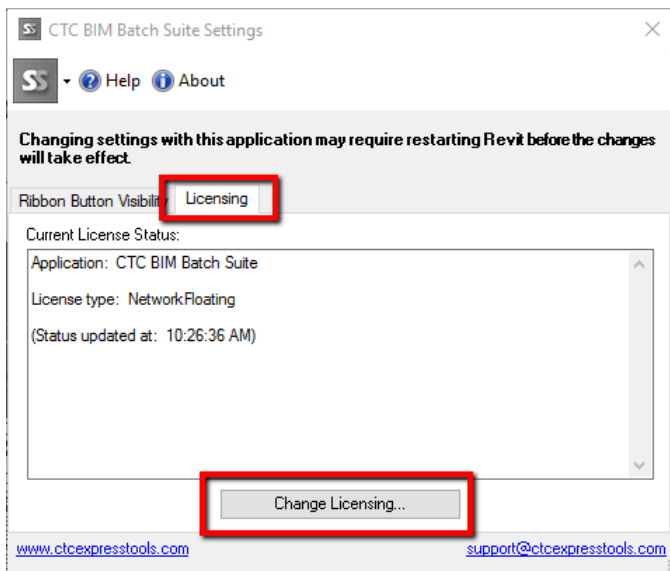 SS CTC BIM Batch Suite Settings
SS Help About
Changing settings with this application may require restarting Revit before the changes
will take effect.
Ribbon Button Visibility Licensing
Current License Status:
Application: CTC BIM Batch Suite
License type: NetworkFloating
(Status updated at: 10:26:36 AM)
Change Licensing...
www.ctcexpresstools.com support@ctcexpresstools.com